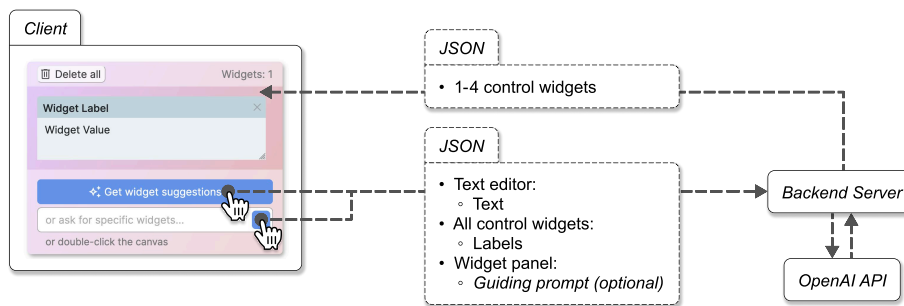 Client
Delete all
Widgets: 1
Widget Label
Widget Value
Get widget suggestions
or ask for specific widgets...
or double-click the canvas
JSON
• 1-4 control widgets
JSON
• Text editor:
◦ Text
• All control widgets:
◦ Labels
• Widget panel:
◦ Guiding prompt (optional)
Backend Server
OpenAI API